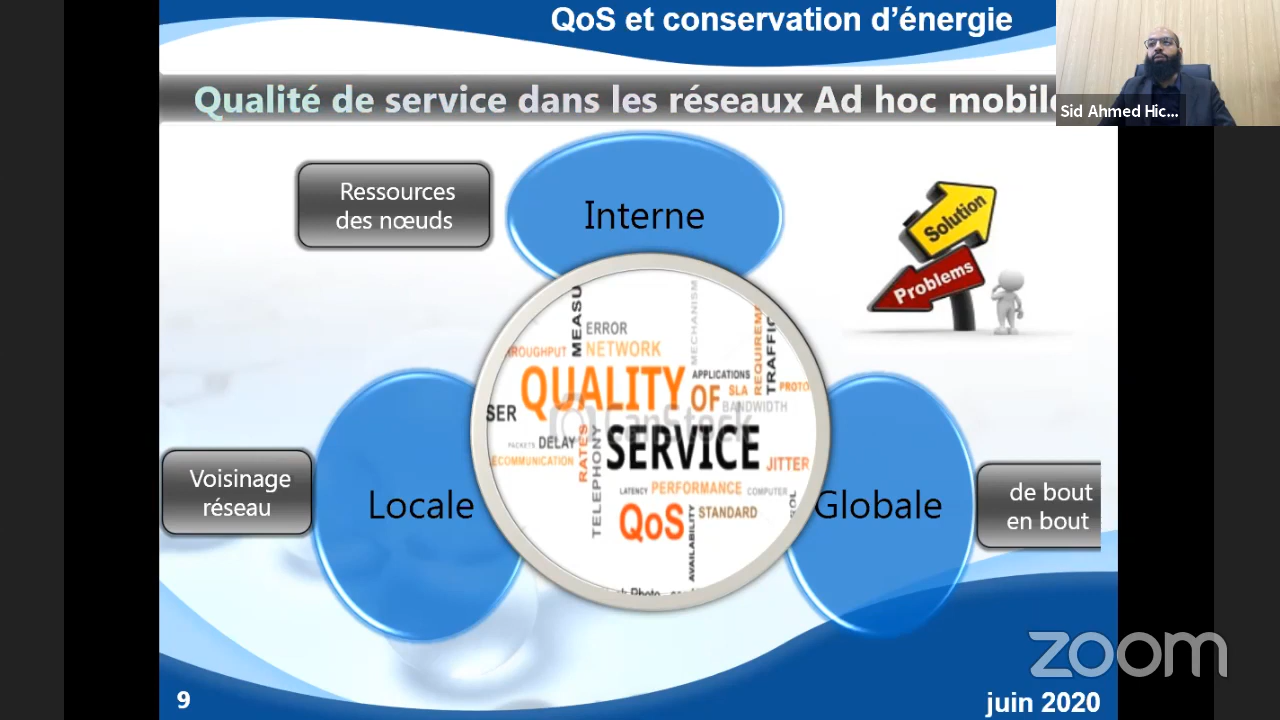 QoS et conservation d’énergie
Qualité de service dans les réseaux Ad hoc mobile
Sid Ahmed Hic...
Ressources
des nœuds
Interne
Solution
Problems
MEASU
ERROR
MECHANISM
REQUIREM
TRAFFIC
NETWORK
APPLICATIONS
QUALITY
OF
SLA
PROTO
SER
BANDWIDTH
PACKETS
DELAY
RATES
TELEPHONY
SERVICE
ECOMMUNICATION
JITTER
LATENCY
PERFORMANCE
COMPUTER
QoS
STANDARD
AVAILABILITY
CanStock
Voisinage
réseau
Locale
Globale
de bout
en bout
zoom
9
juin 2020